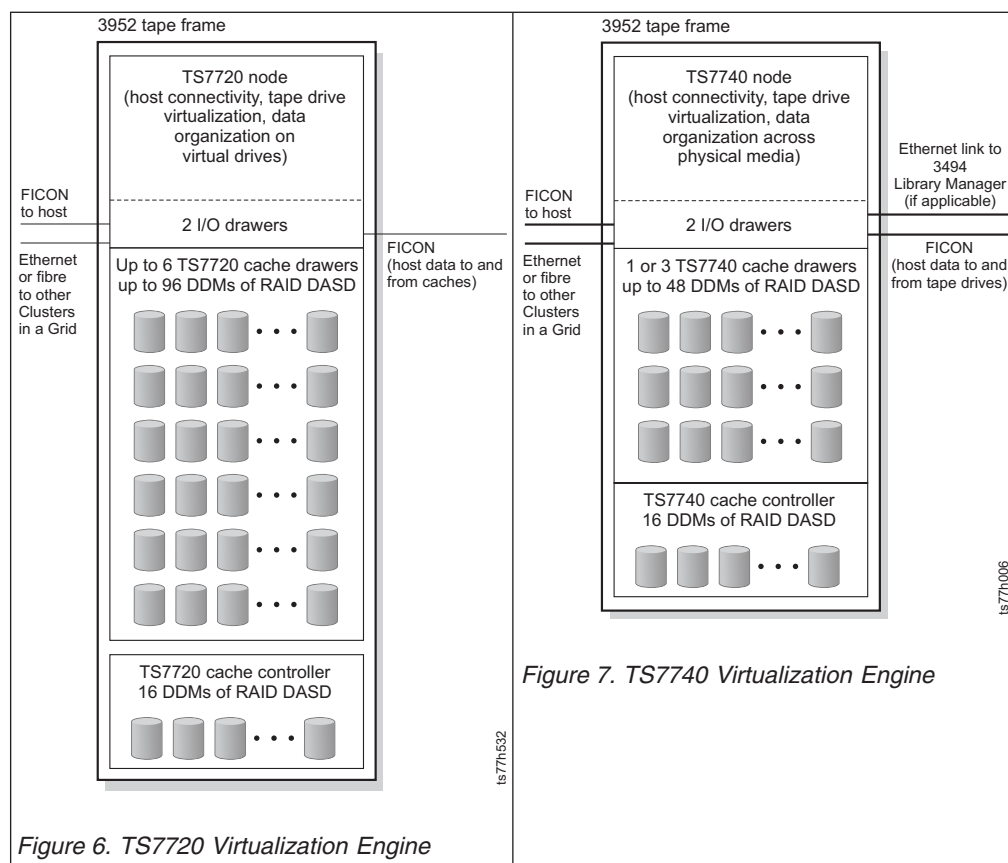 3952 tape frame
TS7720 node
(host connectivity, tape drive
virtualization, data
organization on
virtual drives)
FICON
to host
2 I/O drawers
Ethernet
or fibre
to other
Clusters
in a Grid
FICON
(host data to and
from caches)
Up to 6 TS7720 cache drawers
up to 96 DDMs of RAID DASD
TS7720 cache controller
16 DDMs of RAID DASD
ts77h532
Figure 6. TS7720 Virtualization Engine
3952 tape frame
TS7740 node
(host connectivity, tape drive
virtualization, data
organization across
physical media)
Ethernet link to
3494
Library Manager
(if applicable)
FICON
to host
2 I/O drawers
Ethernet
or fibre
to other
Clusters
in a Grid
FICON
(host data to and
from tape drives)
1 or 3 TS7740 cache drawers
up to 48 DDMs of RAID DASD
TS7740 cache controller
16 DDMs of RAID DASD
ts77h006
Figure 7. TS7740 Virtualization Engine